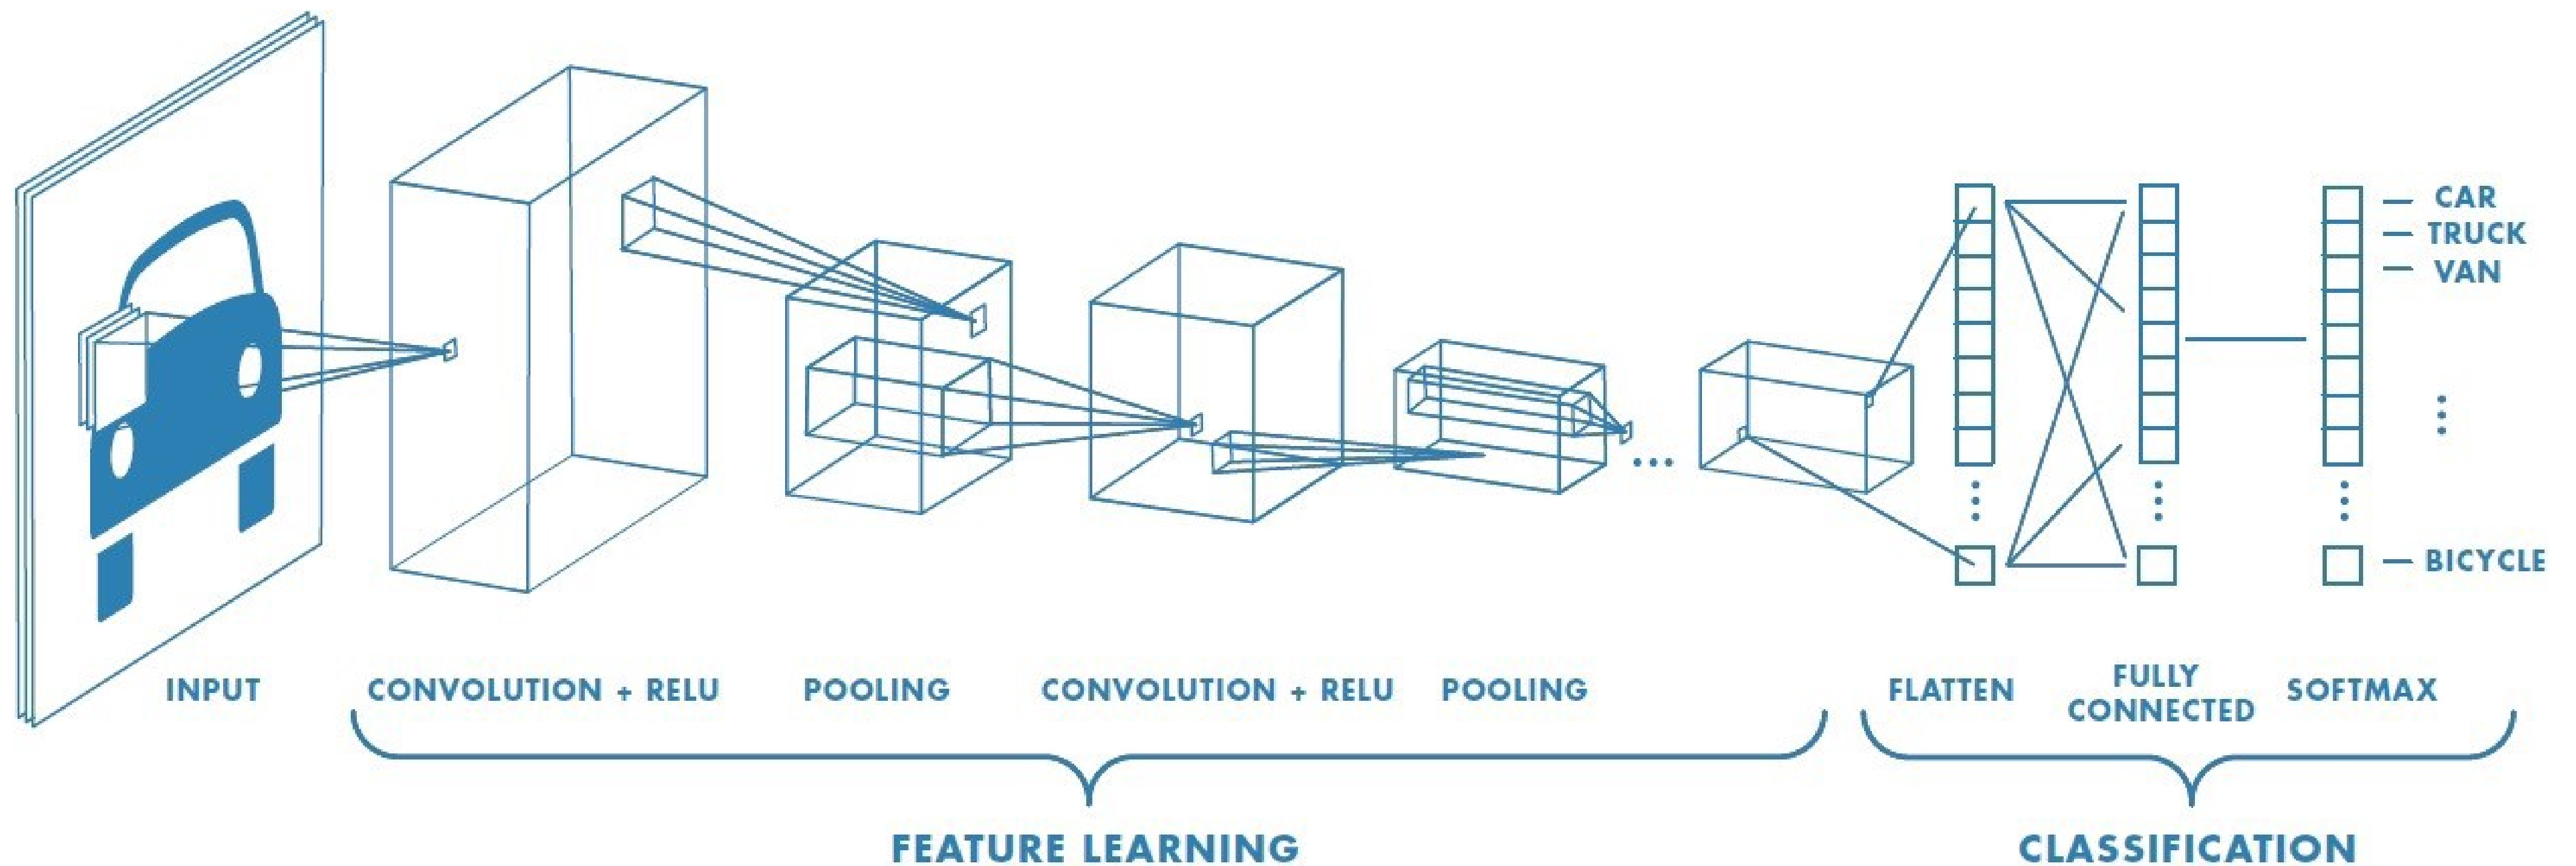 CAR
TRUCK
VAN
BICYCLE
INPUT
CONVOLUTION + RELU
POOLING
CONVOLUTION + RELU
POOLING
FLATTEN
FULLY
CONNECTED
SOFTMAX
FEATURE LEARNING
CLASSIFICATION